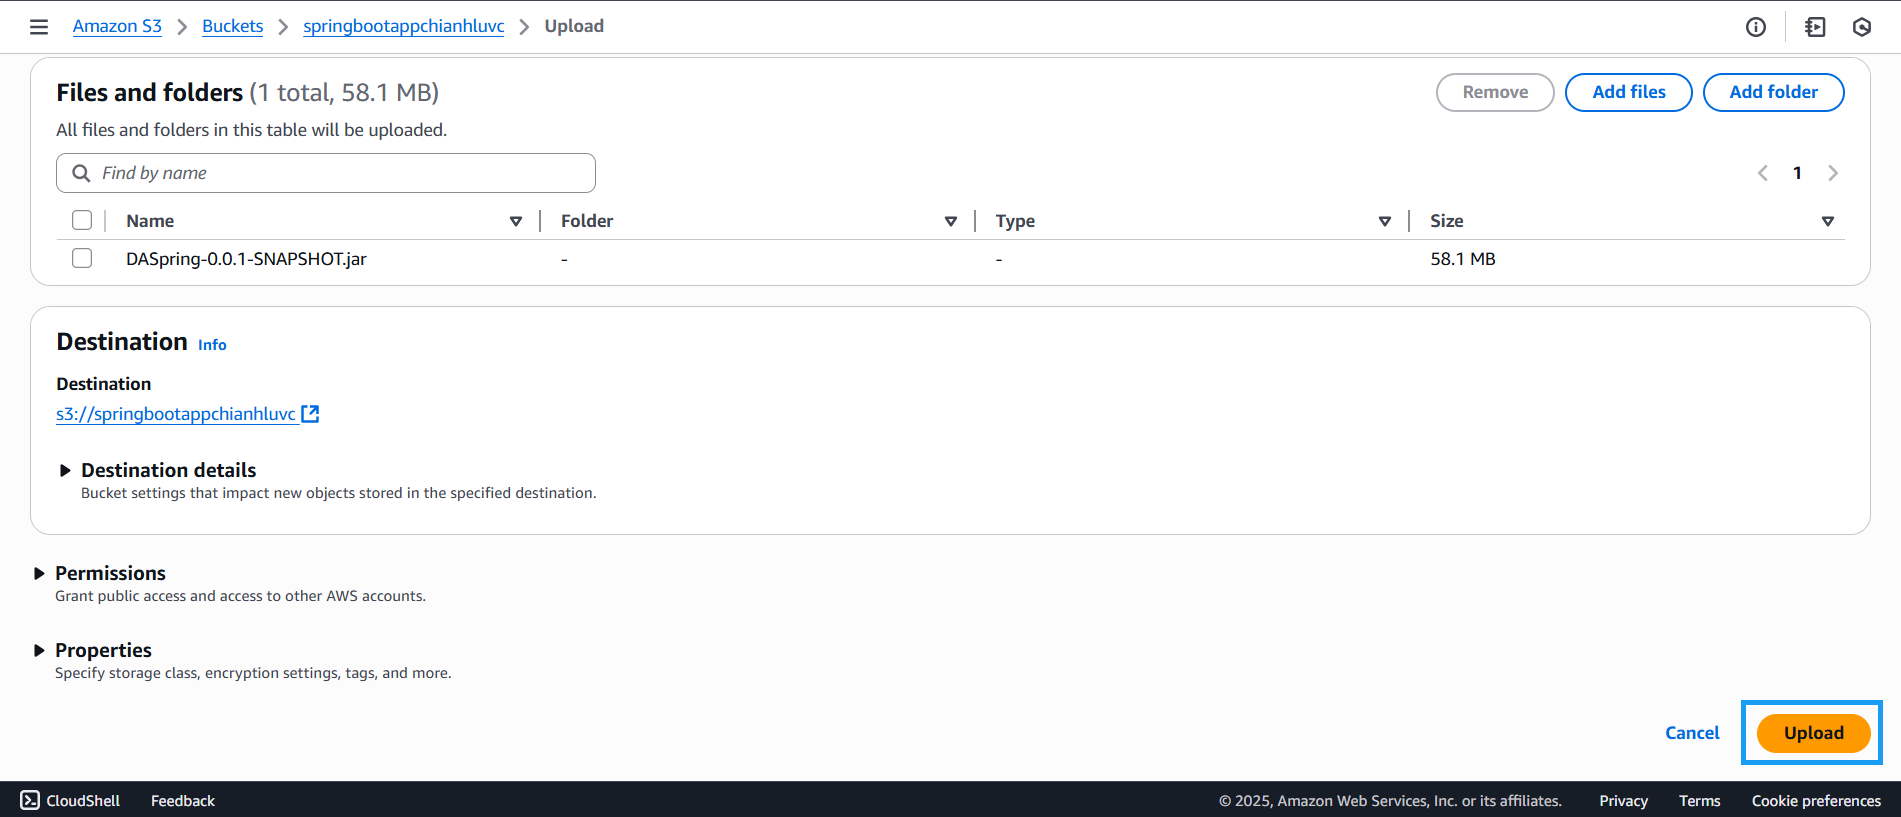 Amazon S3 > Buckets > springbootappchianhluvc > Upload
Files and folders (1 total, 58.1 MB)
Remove Add files Add folder
All files and folders in this table will be uploaded.
Find by name
1
Name Folder Type Size
DASpring-0.0.1-SNAPSHOT.jar - - 58.1 MB
Destination Info
Destination
s3://springbootappchianhluvc
Destination details
Bucket settings that impact new objects stored in the specified destination.
Permissions
Grant public access and access to other AWS accounts.
Properties
Specify storage class, encryption settings, tags, and more.
Cancel Upload
CloudShell Feedback © 2025, Amazon Web Services, Inc. or its affiliates. Privacy Terms Cookie preferences